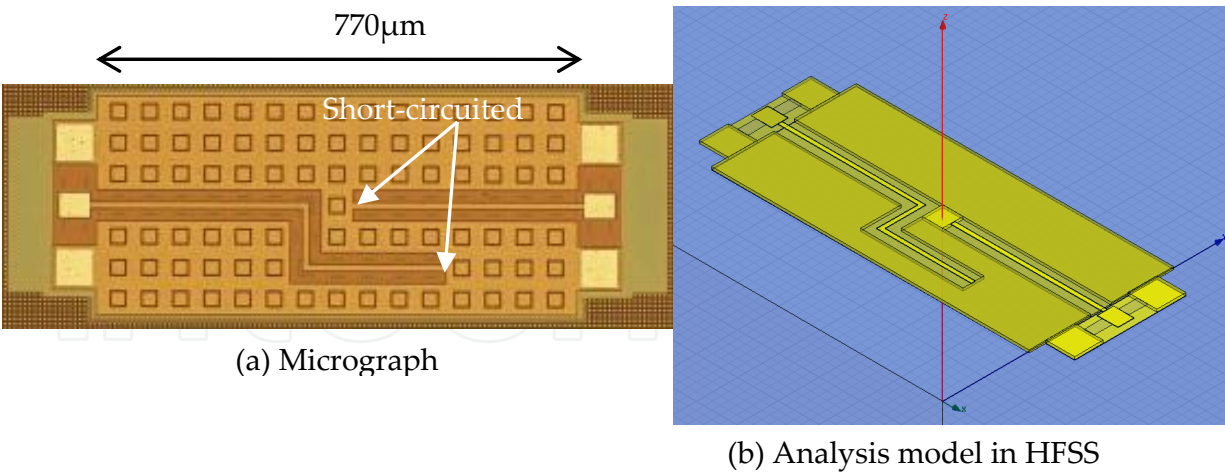 770µm
Short-circuited
Z
Y
x
(a) Micrograph
(b) Analysis model in HFSS